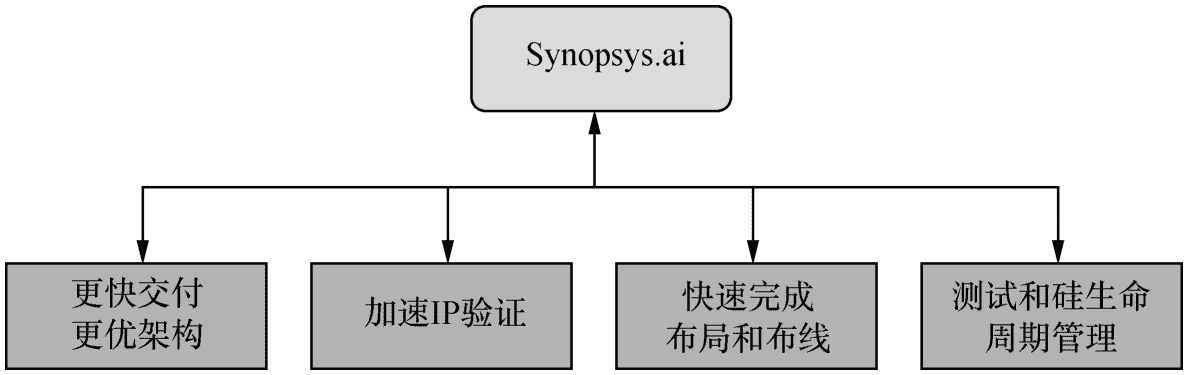 Synopsys.ai
更快交付
更优架构
加速IP验证
快速完成
布局和布线
测试和硅生命
周期管理